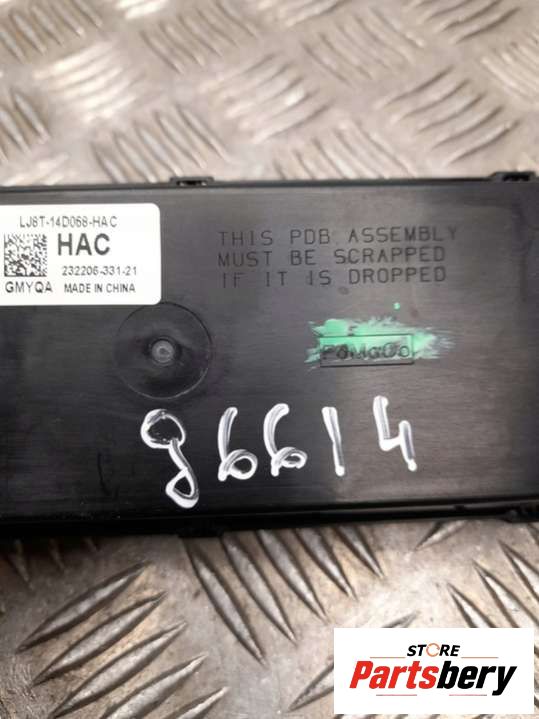 LJ8T-14D068-HAC
HAC
232206-331-21
GMYQA MADE IN CHINA
THIS PDB ASSEMBLY
MUST BE SCRAPPED
IF IT IS DROPPED
96614
STORE
Partsbery